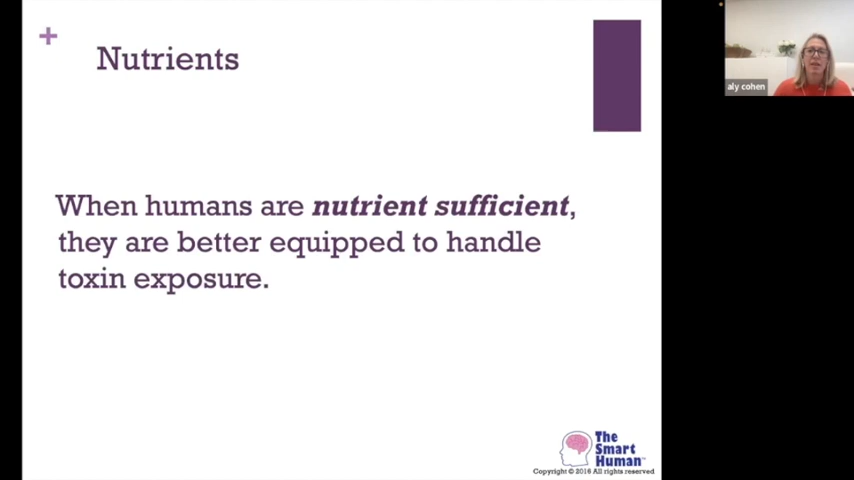 +
Nutrients
When humans are nutrient sufficient,
they are better equipped to handle
toxin exposure.
The
Smart
Human™
Copyright © 2016 All rights reserved
aly cohen